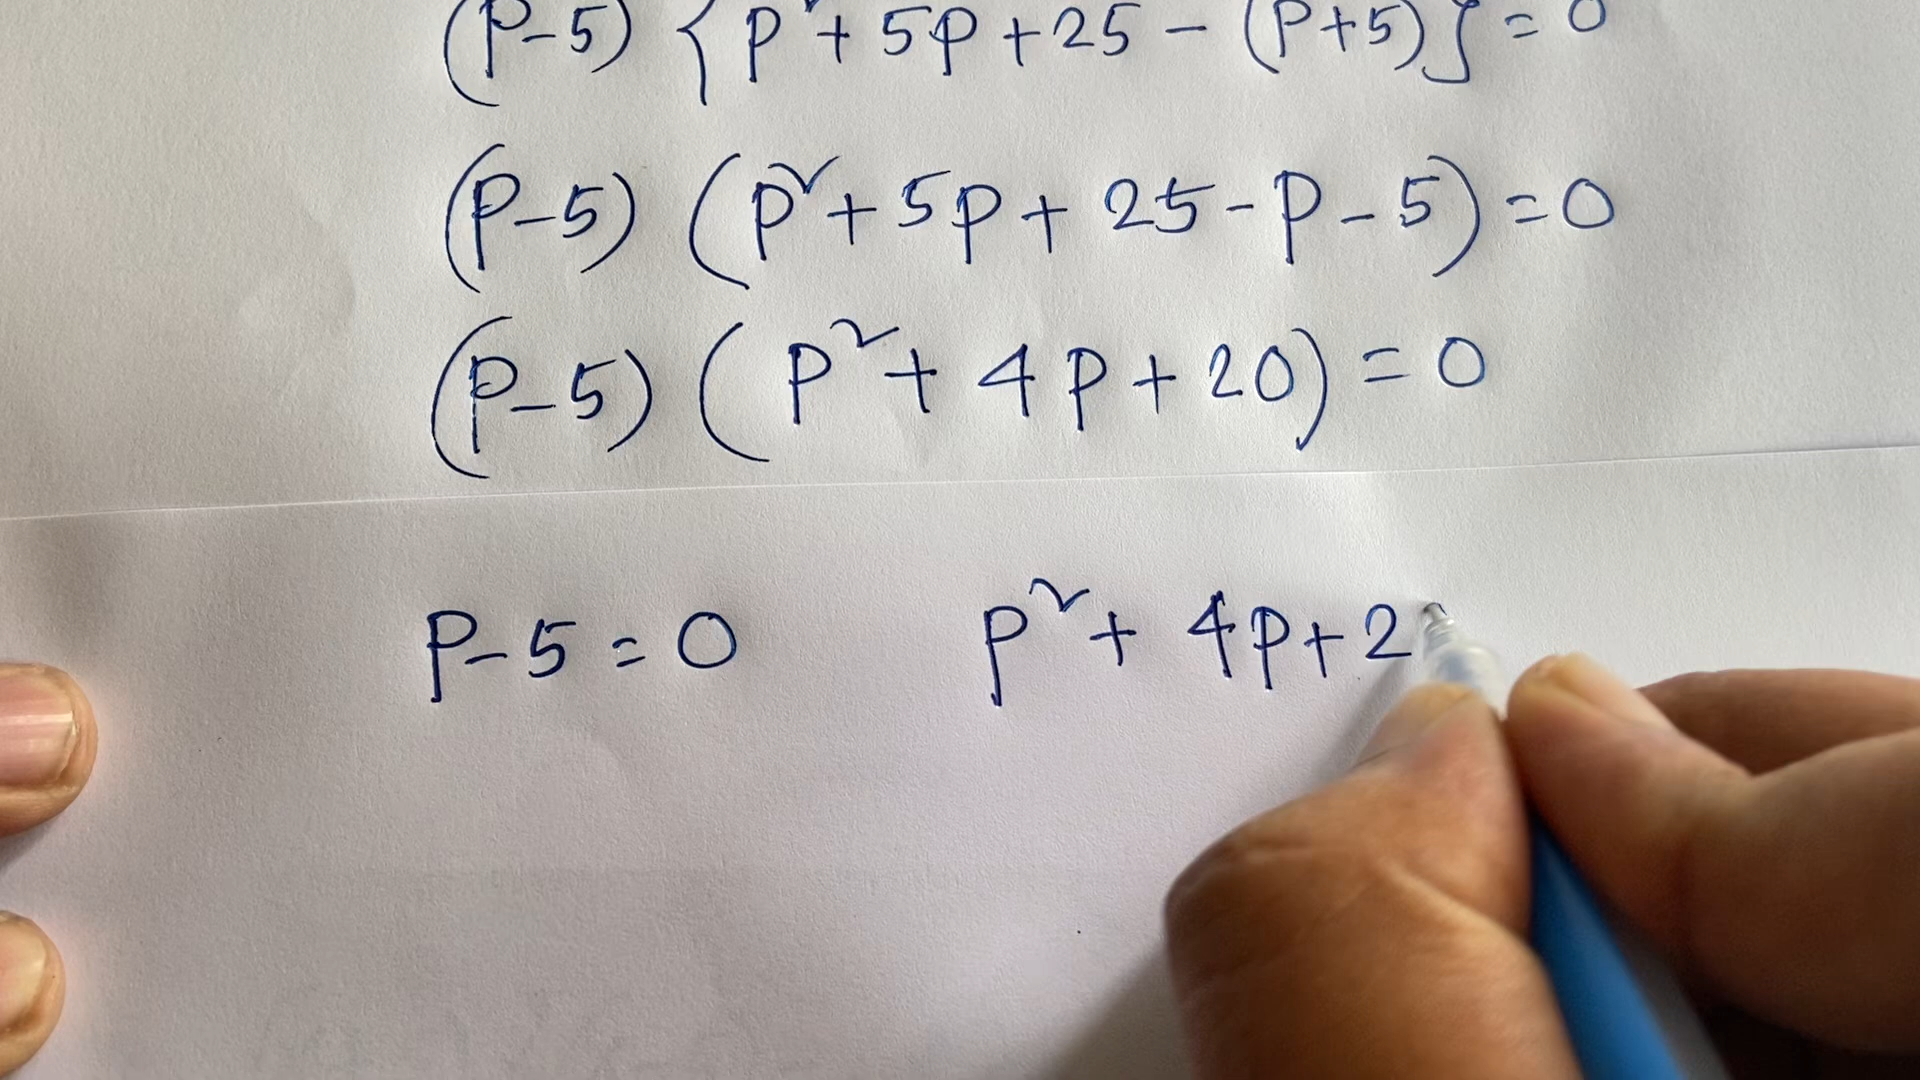 (P-5) {P²+5P+25-(P+5)}=0
(P-5) (P²+5P+25-P-5)=0
(P-5) (P²+4P+20)=0
P-5=0 P²+4P+2